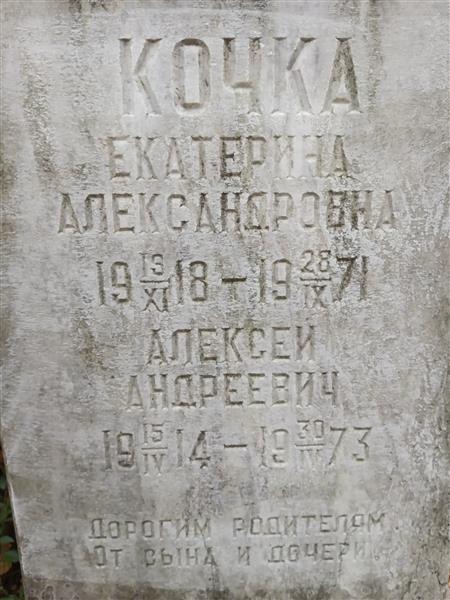 КОЧКА
ЕКАТЕРИНА
АЛЕКСАНДРОВНА
19 13/XI 18 – 19 28/IX 71
АЛЕКСЕЙ
АНДРЕЕВИЧ
19 15/IV 14 – 19 30/IV 73
ДОРОГИМ РОДИТЕЛЯМ
ОТ СЫНА И ДОЧЕРИ